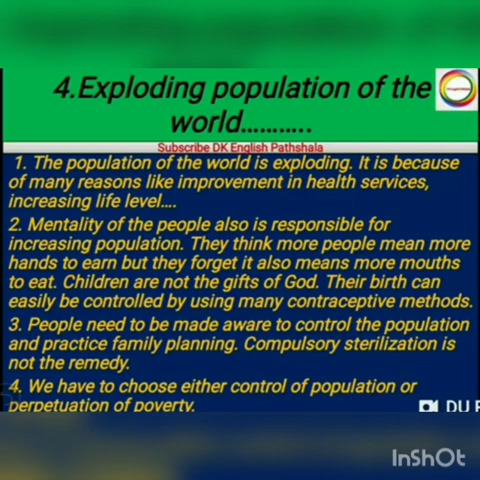 4.Exploding population of the
world...........
Subscribe DK English Pathshala
1. The population of the world is exploding. It is because
of many reasons like improvement in health services,
increasing life level....
2. Mentality of the people also is responsible for
increasing population. They think more people mean more
hands to earn but they forget it also means more mouths
to eat. Children are not the gifts of God. Their birth can
easily be controlled by using many contraceptive methods.
3. People need to be made aware to control the population
and practice family planning. Compulsory sterilization is
not the remedy.
4. We have to choose either control of population or
perpetuation of poverty.
DU
InShOt